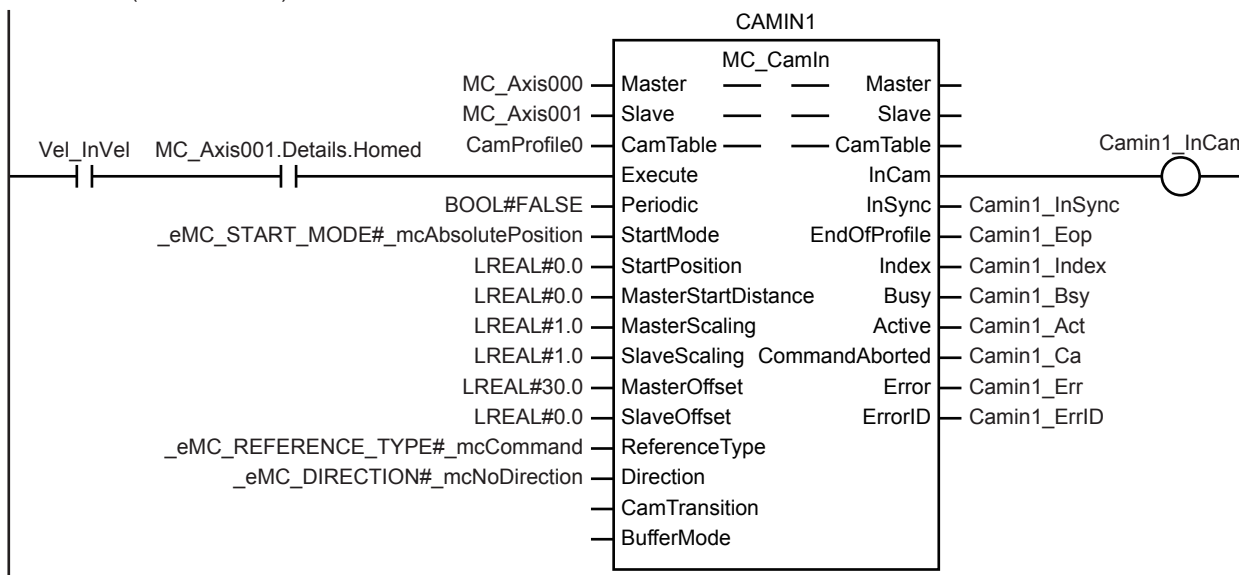 CAMIN1
MC_CamIn
MC_Axis000 Master Master
MC_Axis001 Slave Slave
CamProfile0 CamTable CamTable
Vel_InVel MC_Axis001.Details.Homed Camin1_InCam
Execute InCam
BOOL#FALSE Periodic InSync Camin1_InSync
_eMC_START_MODE#_mcAbsolutePosition StartMode EndOfProfile Camin1_Eop
LREAL#0.0 StartPosition Index Camin1_Index
LREAL#0.0 MasterStartDistance Busy Camin1_Bsy
LREAL#1.0 MasterScaling Active Camin1_Act
LREAL#1.0 SlaveScaling CommandAborted Camin1_Ca
LREAL#30.0 MasterOffset Error Camin1_Err
LREAL#0.0 SlaveOffset ErrorID Camin1_ErrID
_eMC_REFERENCE_TYPE#_mcCommand ReferenceType
_eMC_DIRECTION#_mcNoDirection Direction
CamTransition
BufferMode